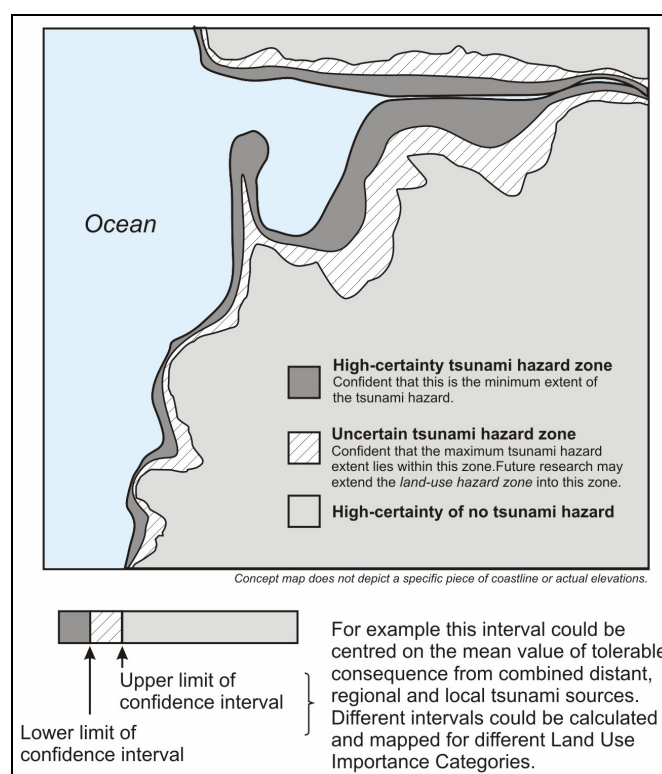 Ocean
High-certainty tsunami hazard zone
Confident that this is the minimum extent of
the tsunami hazard.
Uncertain tsunami hazard zone
Confident that the maximum tsunami hazard
extent lies within this zone.Future research may
extend the land-use hazard zone into this zone.
High-certainty of no tsunami hazard
Concept map does not depict a specific piece of coastline or actual elevations.
Upper limit of
confidence interval
Lower limit of
confidence interval
For example this interval could be
centred on the mean value of tolerable
consequence from combined distant,
regional and local tsunami sources.
Different intervals could be calculated
and mapped for different Land Use
Importance Categories.